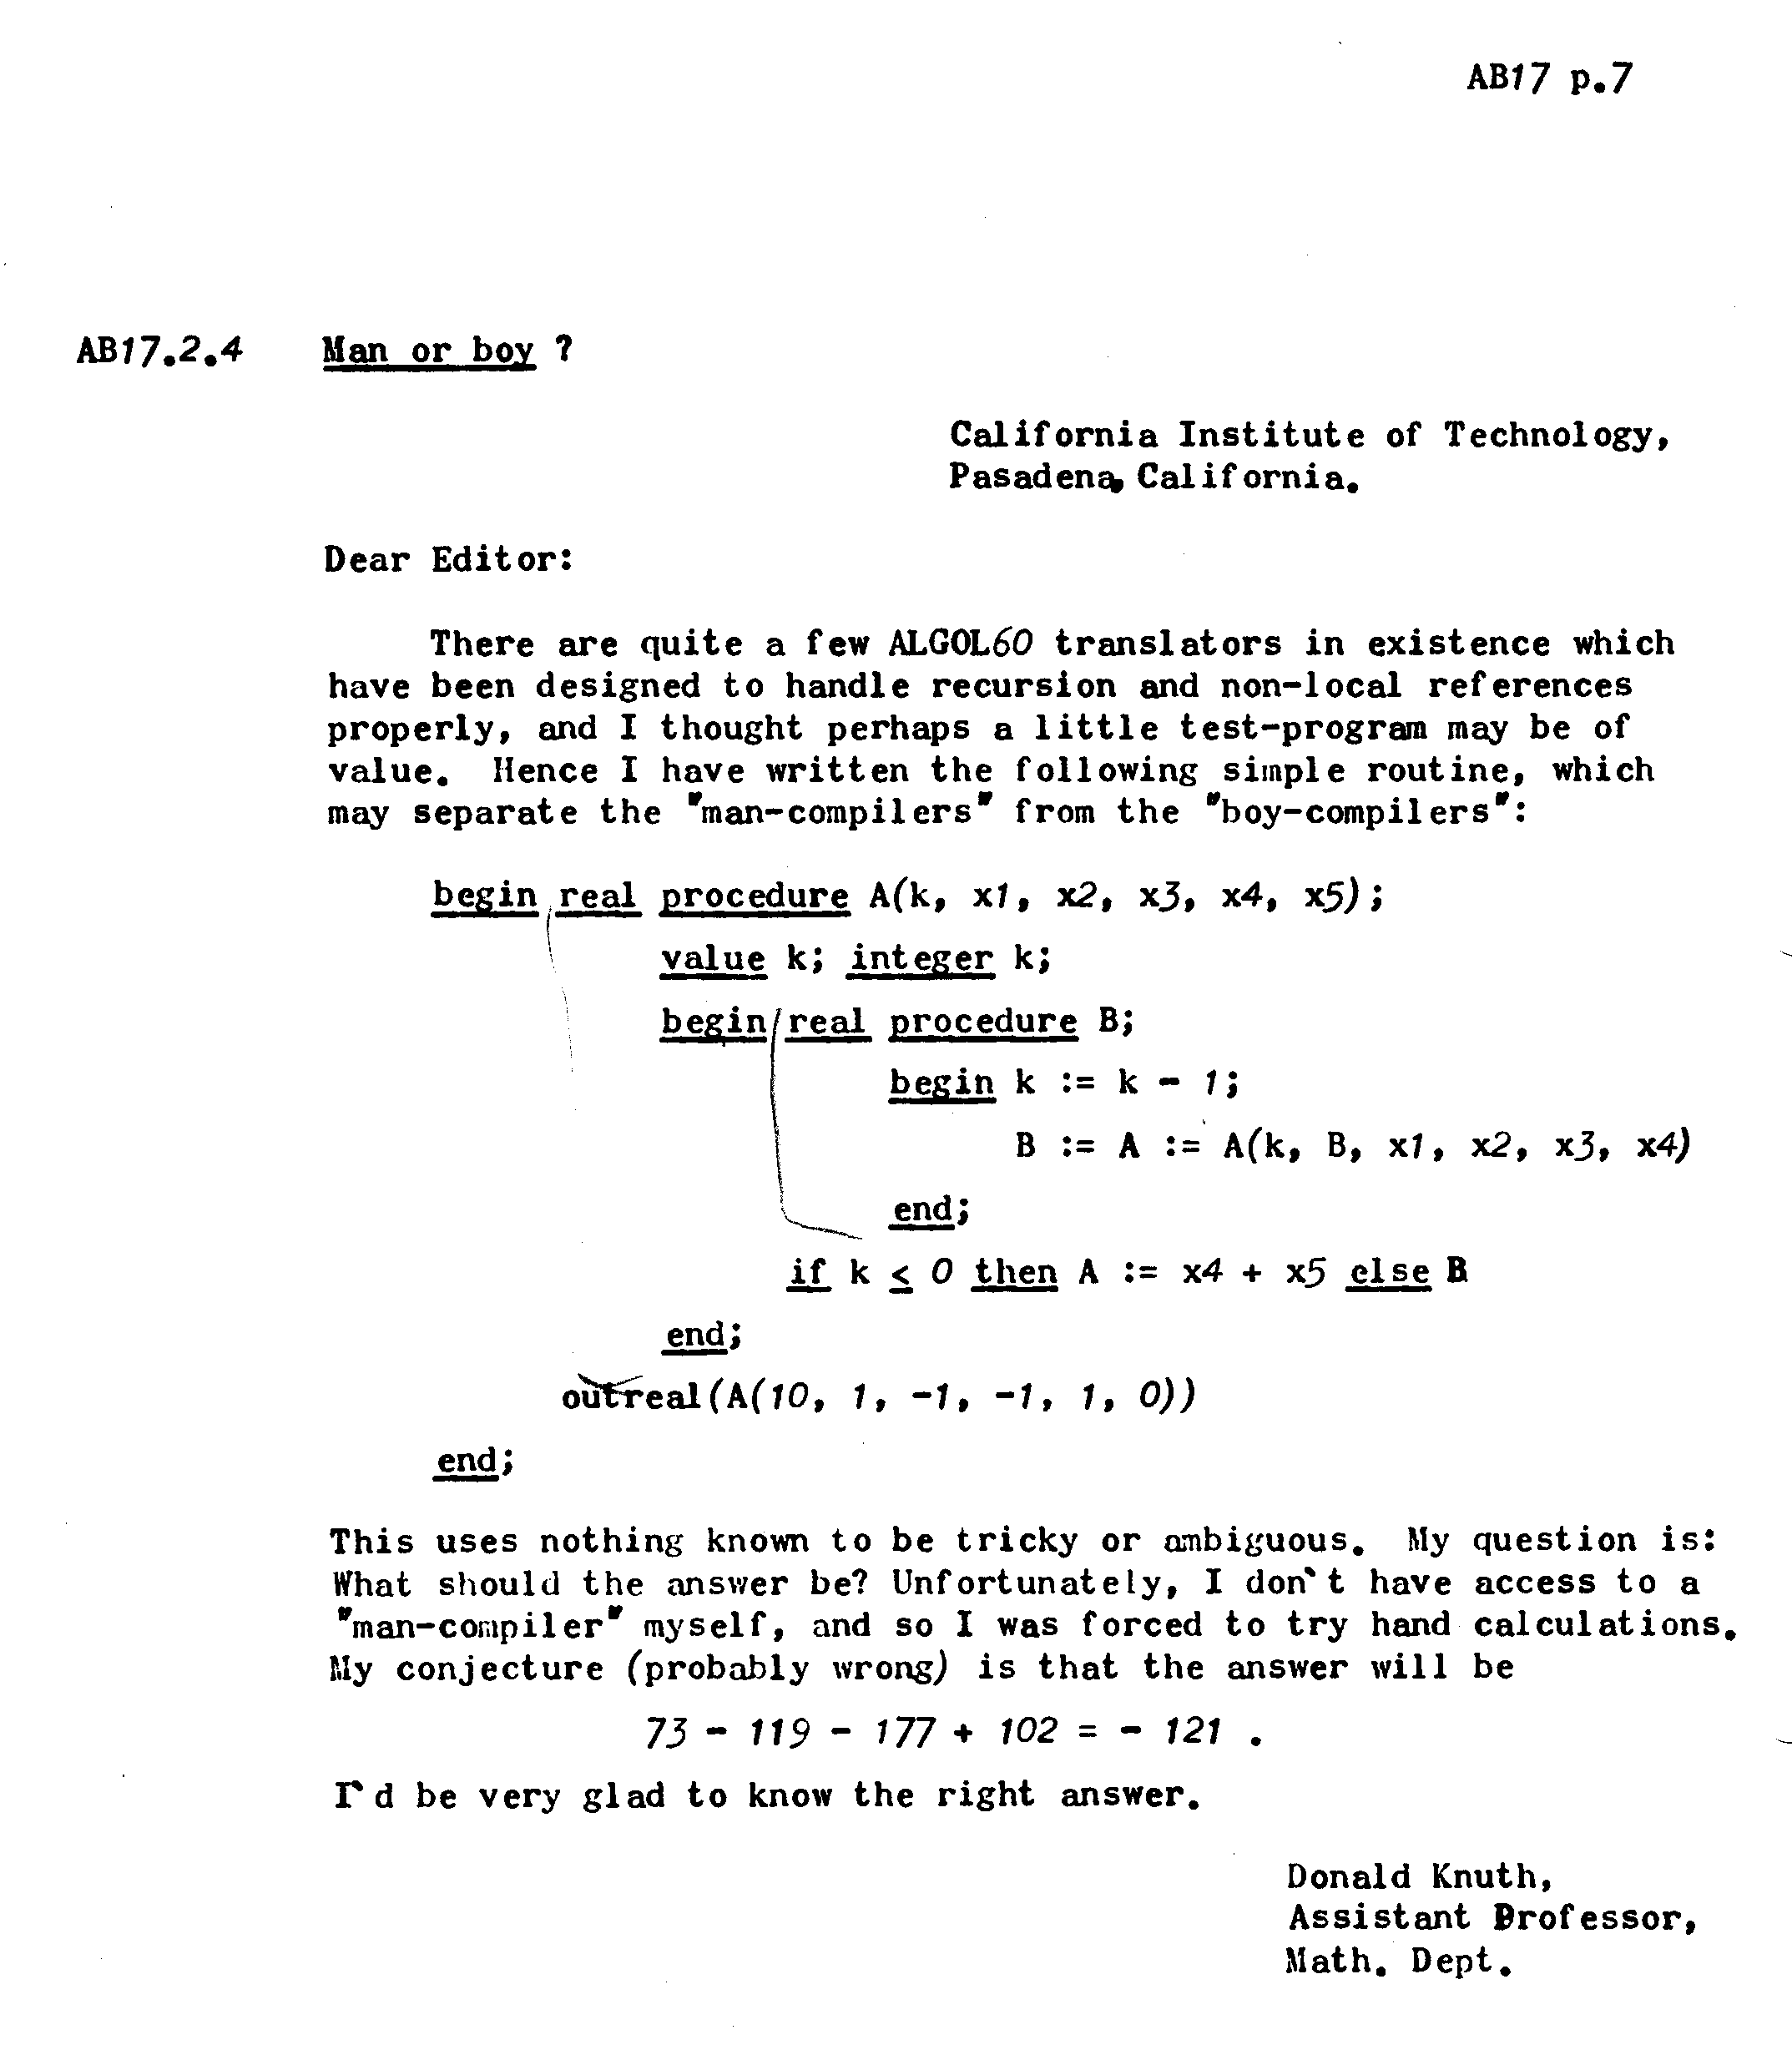 AB17 p.7
AB17.2.4 Man or boy ?
California Institute of Technology,
Pasadena, California.
Dear Editor:
There are quite a few ALGOL60 translators in existence which
have been designed to handle recursion and non-local references
properly, and I thought perhaps a little test-program may be of
value. Hence I have written the following simple routine, which
may separate the "man-compilers" from the "boy-compilers":
begin real procedure A(k, x1, x2, x3, x4, x5);
value k; integer k;
begin real procedure B;
begin k := k - 1;
B := A := A(k, B, x1, x2, x3, x4)
end;
if k ≤ 0 then A := x4 + x5 else B
end;
outreal(A(10, 1, -1, -1, 1, 0))
end;
This uses nothing known to be tricky or ambiguous. My question is:
What should the answer be? Unfortunately, I don`t have access to a
"man-compiler" myself, and so I was forced to try hand calculations.
My conjecture (probably wrong) is that the answer will be
73 - 119 - 177 + 102 = - 121 .
I`d be very glad to know the right answer.
Donald Knuth,
Assistant Professor,
Math. Dept.